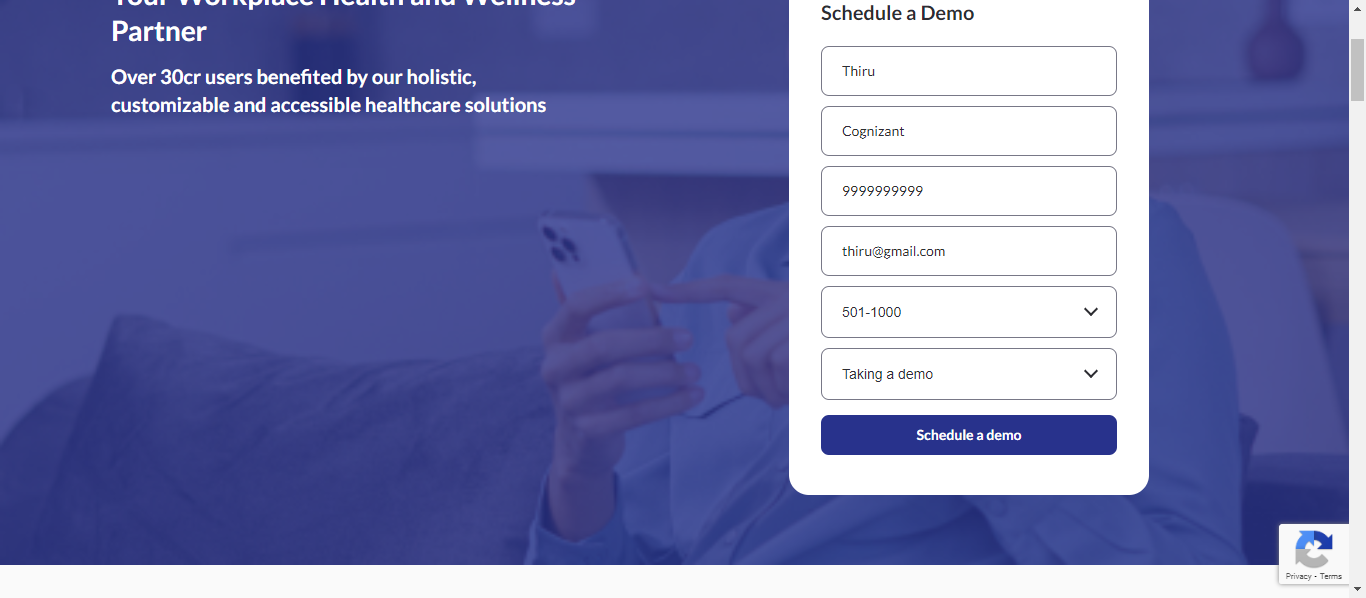 Your Workplace Health and Wellness
Partner
Over 30cr users benefited by our holistic,
customizable and accessible healthcare solutions
Schedule a Demo
Thiru
Cognizant
9999999999
thiru@gmail.com
501-1000
Taking a demo
Schedule a demo
Privacy - Terms